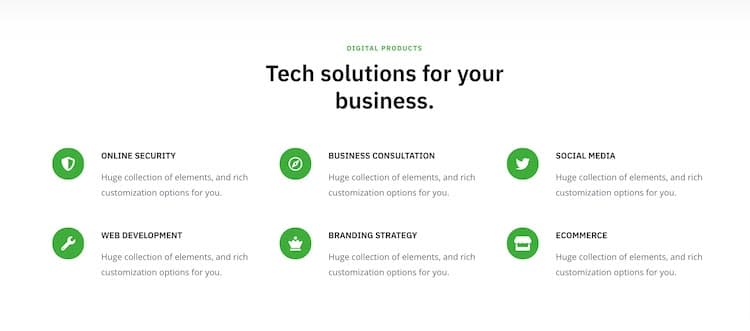 DIGITAL PRODUCTS
Tech solutions for your
business.
ONLINE SECURITY
Huge collection of elements, and rich
customization options for you.
BUSINESS CONSULTATION
Huge collection of elements, and rich
customization options for you.
SOCIAL MEDIA
Huge collection of elements, and rich
customization options for you.
WEB DEVELOPMENT
Huge collection of elements, and rich
customization options for you.
BRANDING STRATEGY
Huge collection of elements, and rich
customization options for you.
ECOMMERCE
Huge collection of elements, and rich
customization options for you.